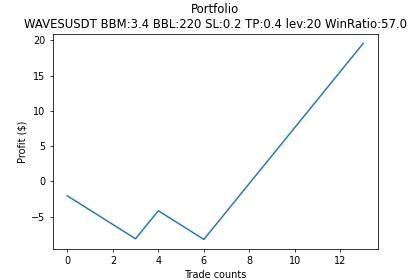 Portfolio
WAVESUSDT BBM:3.4 BBL:220 SL:0.2 TP:0.4 lev:20 WinRatio:57.0
20
15
10
5
0
−5
Profit ($)
0 2 4 6 8 10 12
Trade counts